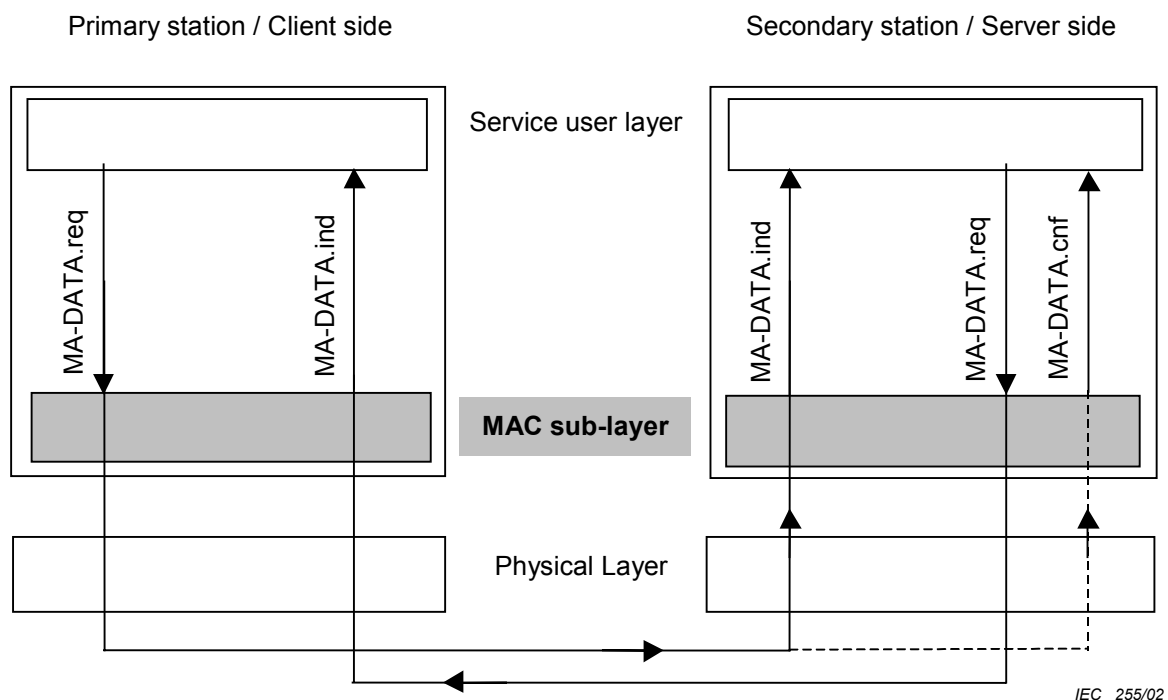 Primary station / Client side
Secondary station / Server side
Service user layer
MA-DATA.req
MA-DATA.ind
MA-DATA.ind
MA-DATA.req
MA-DATA.cnf
MAC sub-layer
Physical Layer
IEC 255/02